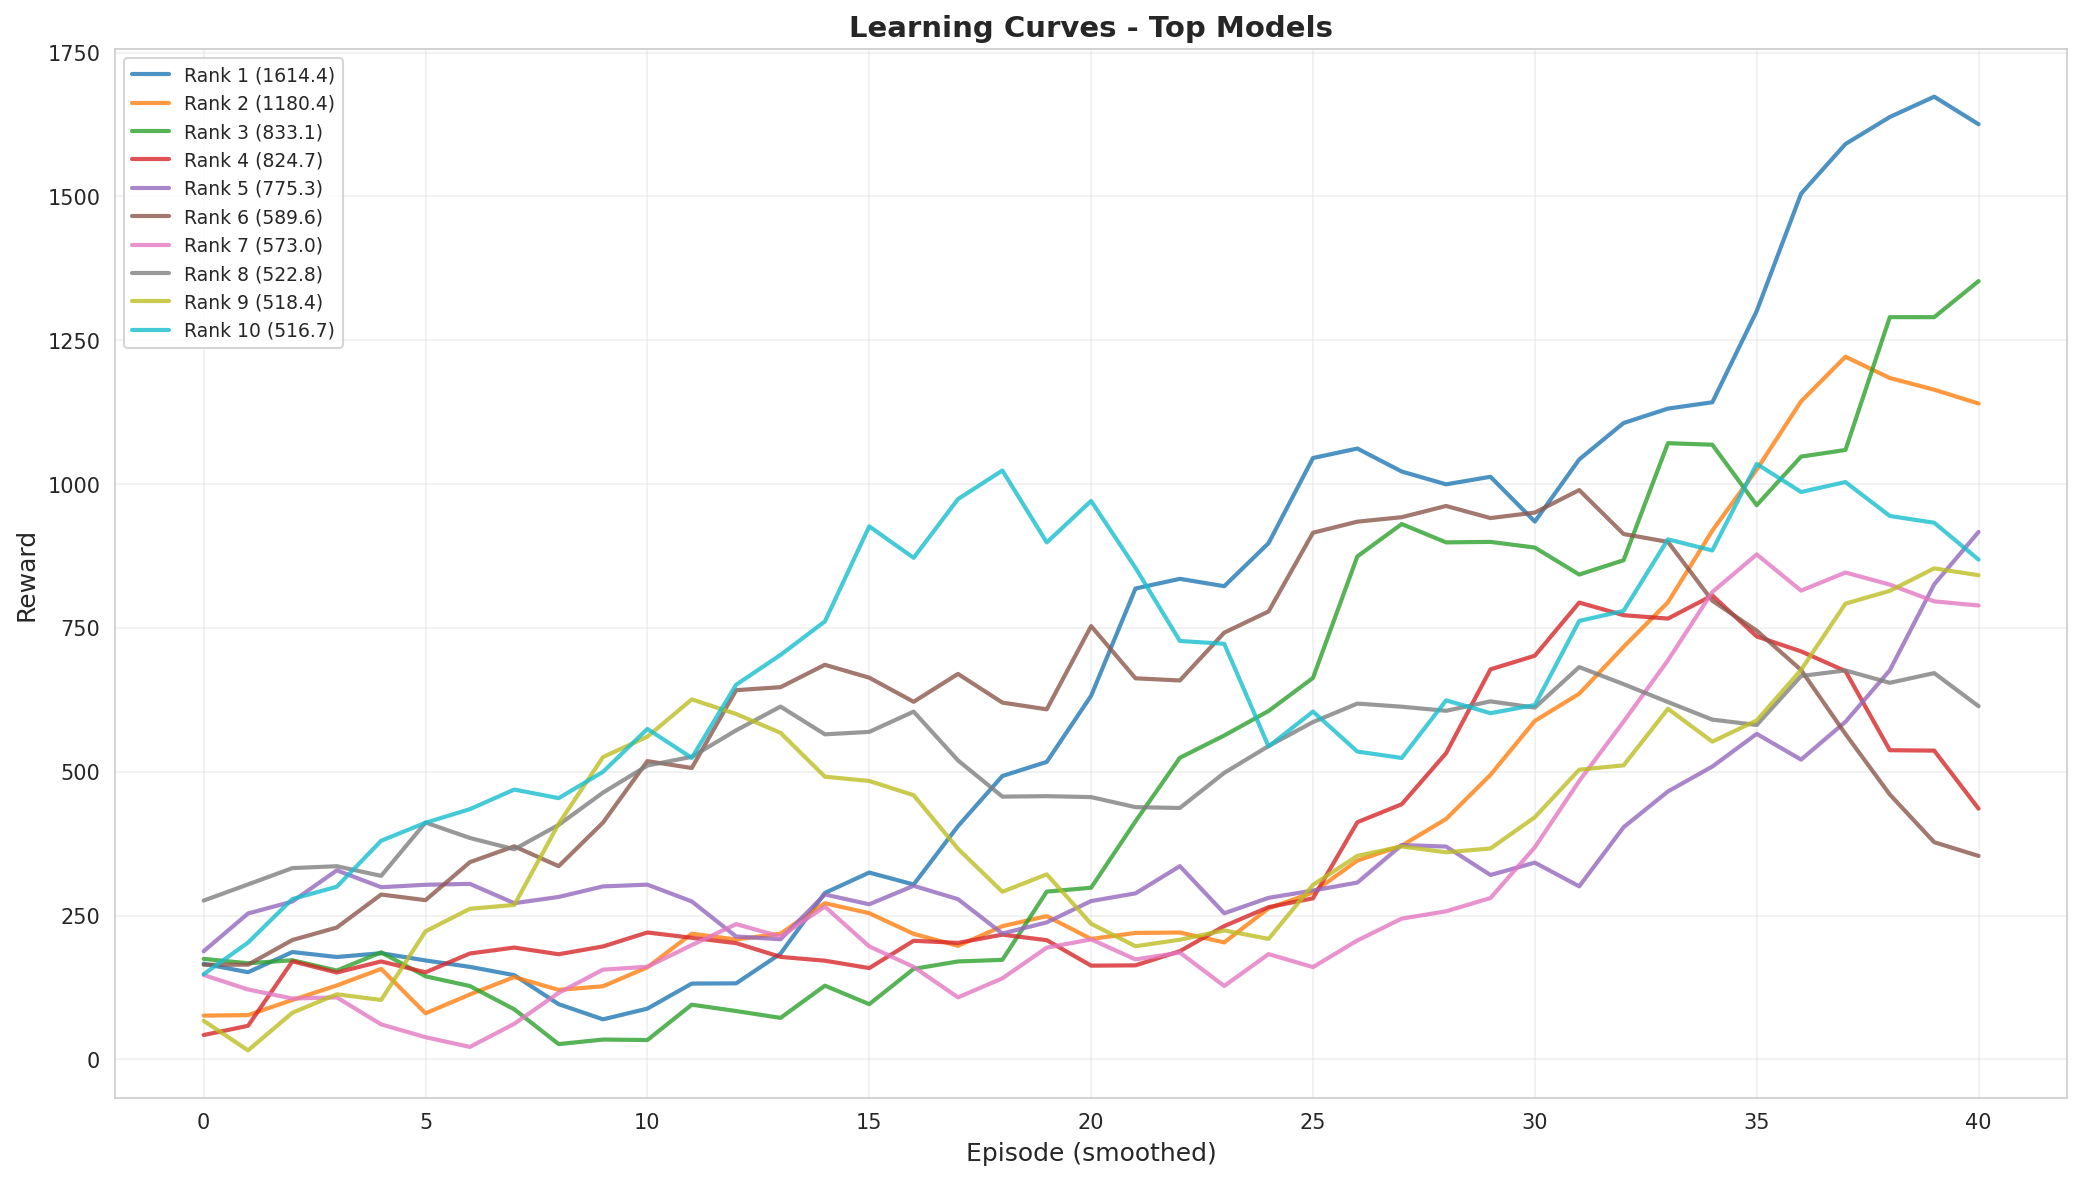 Learning Curves - Top Models
1750
1500
1250
1000
750
500
250
0
Reward
Rank 1 (1614.4)
Rank 2 (1180.4)
Rank 3 (833.1)
Rank 4 (824.7)
Rank 5 (775.3)
Rank 6 (589.6)
Rank 7 (573.0)
Rank 8 (522.8)
Rank 9 (518.4)
Rank 10 (516.7)
0 5 10 15 20 25 30 35 40
Episode (smoothed)